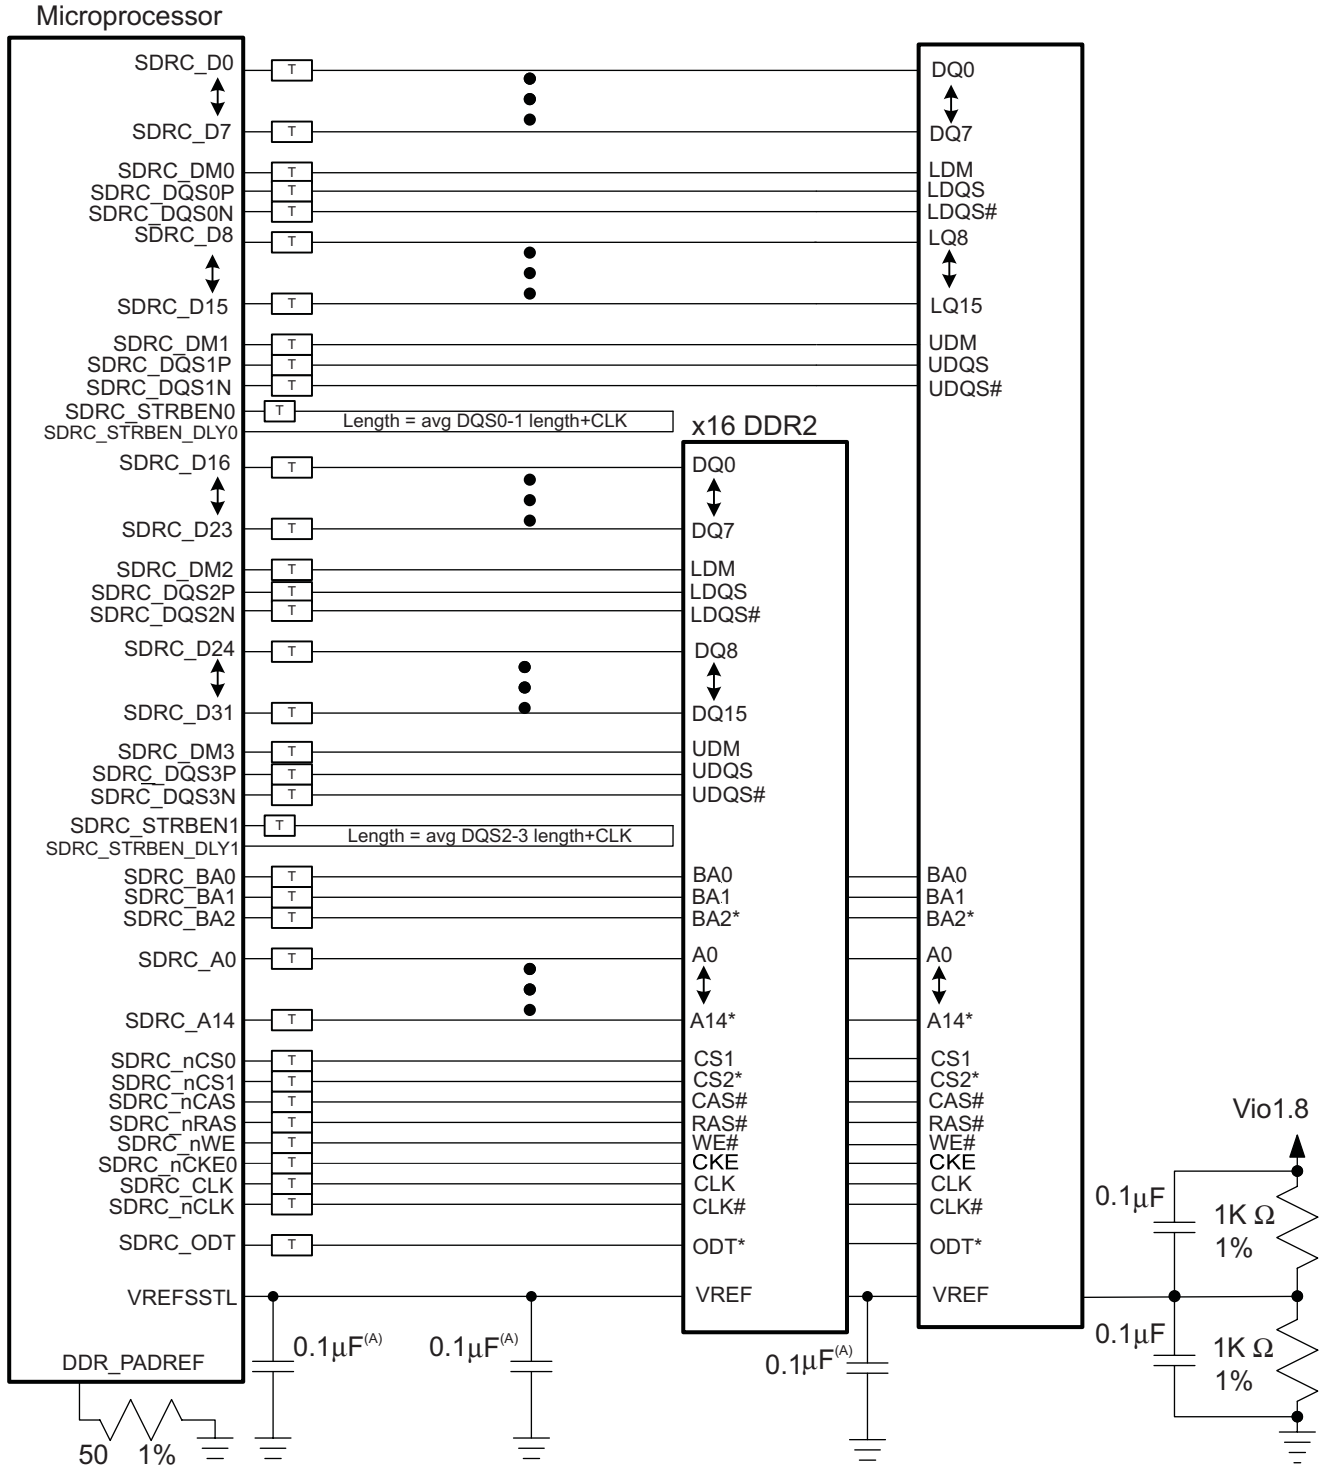 Microprocessor
SDRC_D0 T DQ0
SDRC_D7 T DQ7
SDRC_DM0 T LDM
SDRC_DQS0P T LDQS
SDRC_DQS0N T LDQS#
SDRC_D8 T LQ8
SDRC_D15 T LQ15
SDRC_DM1 T UDM
SDRC_DQS1P T UDQS
SDRC_DQS1N T UDQS#
SDRC_STRBEN0 T
Length = avg DQS0-1 length+CLK
SDRC_STRBEN_DLY0
x16 DDR2
SDRC_D16 T DQ0
SDRC_D23 T DQ7
SDRC_DM2 T LDM
SDRC_DQS2P T LDQS
SDRC_DQS2N T LDQS#
SDRC_D24 T DQ8
SDRC_D31 T DQ15
SDRC_DM3 T UDM
SDRC_DQS3P T UDQS
SDRC_DQS3N T UDQS#
SDRC_STRBEN1 T
Length = avg DQS2-3 length+CLK
SDRC_STRBEN_DLY1
SDRC_BA0 T BA0 BA0
SDRC_BA1 T BA1 BA1
SDRC_BA2 T BA2* BA2*
SDRC_A0 T A0 A0
SDRC_A14 T A14* A14*
SDRC_nCS0 T CS1 CS1
SDRC_nCS1 T CS2* CS2*
SDRC_nCAS T CAS# CAS#
SDRC_nRAS T RAS# RAS#
SDRC_nWE T WE# WE#
SDRC_nCKE0 T CKE CKE
SDRC_CLK T CLK CLK
SDRC_nCLK T CLK# CLK#
SDRC_ODT T ODT* ODT*
VREFSSTL VREF VREF
Vio1.8
0.1µF 1K Ω
1%
0.1µF 1K Ω
1%
0.1µF(A) 0.1µF(A) 0.1µF(A)
DDR_PADREF
50 1%